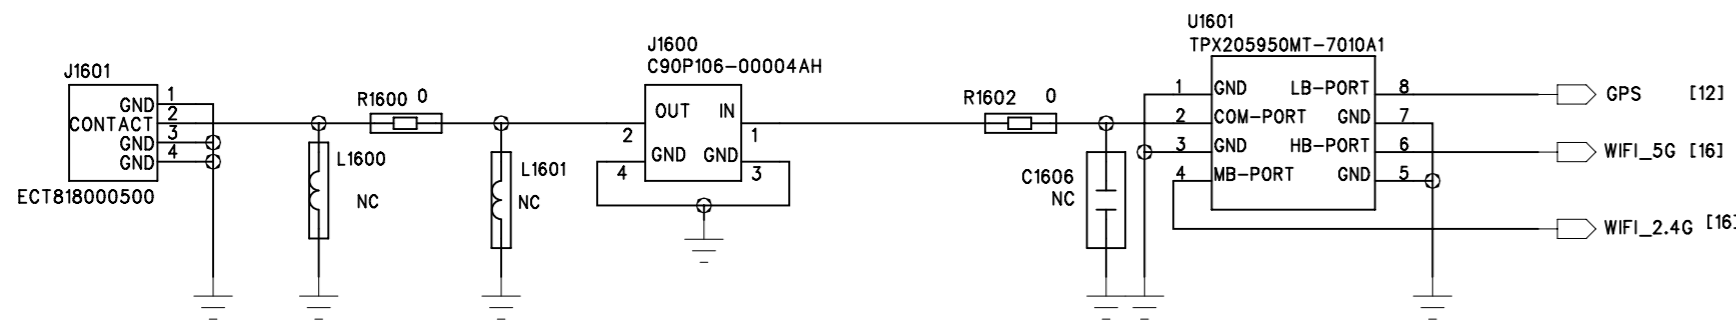 J1601
GND 1
CONTACT 2
GND 3
GND 4
ECT818000500
L1600
NC
R1600 0
L1601
NC
J1600
C90P106-00004AH
OUT IN
2 1
GND GND
4 3
R1602 0
C1606
NC
U1601
TPX205950MT-7010A1
1 GND LB-PORT 8
2 COM-PORT GND 7
3 GND HB-PORT 6
4 MB-PORT GND 5
GPS [12]
WIFI_5G [16]
WIFI_2.4G [16]